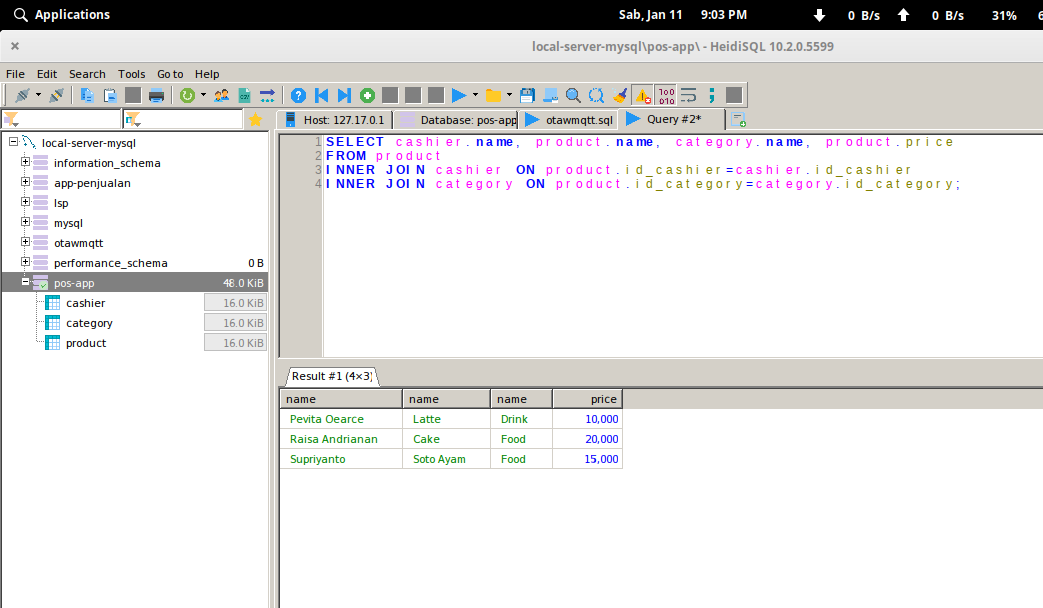 Applications
Sab, Jan 11 9:03 PM
0 B/s 0 B/s 31% 6
local-server-mysql\pos-app\ - HeidiSQL 10.2.0.5599
File Edit Search Tools Go to Help
Host: 127.17.0.1 Database: pos-app otawmqtt.sql Query #2*
local-server-mysql
information_schema
app-penjualan
lsp
mysql
otawmqtt
performance_schema 0 B
pos-app 48.0 KiB
cashier 16.0 KiB
category 16.0 KiB
product 16.0 KiB
1 SELECT cashier.name, product.name, category.name, product.price
2 FROM product
3 INNER JOIN cashier ON product.id_cashier=cashier.id_cashier
4 INNER JOIN category ON product.id_category=category.id_category;
Result #1 (4×3)
name name name price
Pevita Oearce Latte Drink 10,000
Raisa Andrianan Cake Food 20,000
Supriyanto Soto Ayam Food 15,000